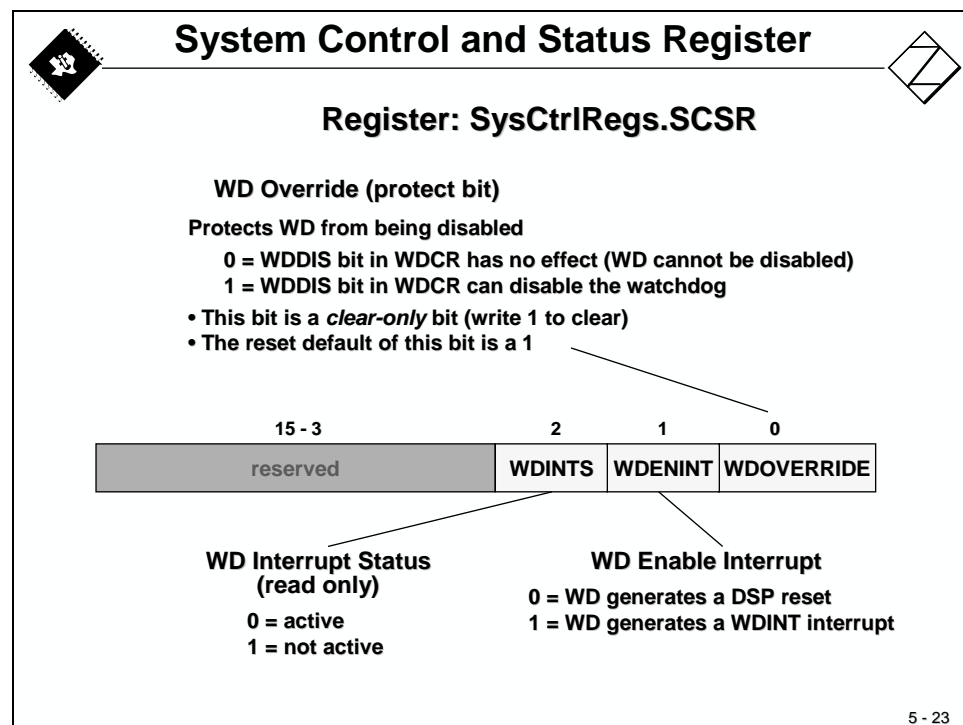 System Control and Status Register
Register: SysCtrlRegs.SCSR
WD Override (protect bit)
Protects WD from being disabled
0 = WDDIS bit in WDCR has no effect (WD cannot be disabled)
1 = WDDIS bit in WDCR can disable the watchdog
• This bit is a clear-only bit (write 1 to clear)
• The reset default of this bit is a 1
15 - 3 2 1 0
reserved WDINTS WDENINT WDOVERRIDE
WD Interrupt Status
(read only)
0 = active
1 = not active
WD Enable Interrupt
0 = WD generates a DSP reset
1 = WD generates a WDINT interrupt
5 - 23